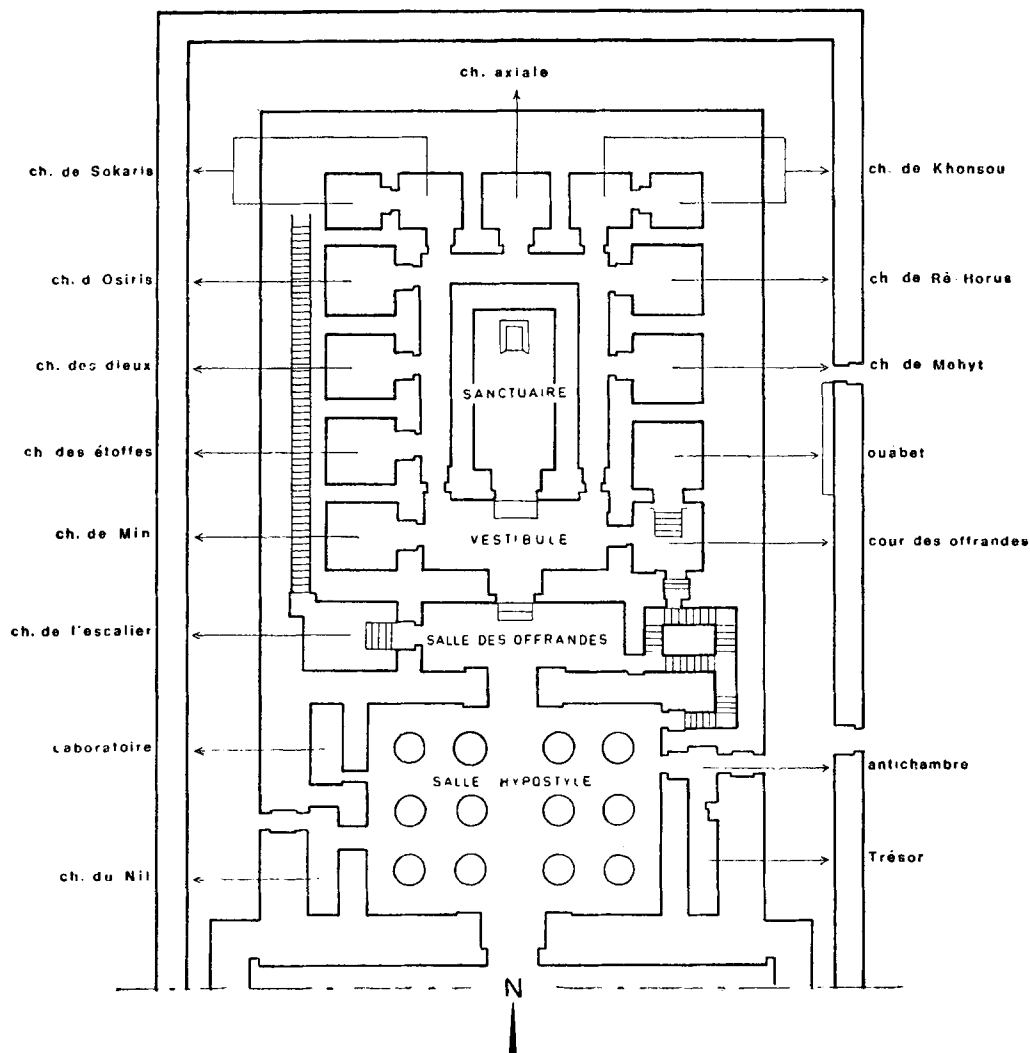 ch. axiale
ch. de Sokaris
ch. de Khonsou
ch. d Osiris
ch. de Rê-Horus
ch. des dieux
ch. de Mehyt
SANCTUAIRE
ch. des étoffes
ouâbet
ch. de Min
VESTIBULE
cour des offrandes
ch. de l'escalier
SALLE DES OFFRANDES
Laboratoire
antichambre
SALLE HYPOSTYLE
ch. du Nil
Trésor
N